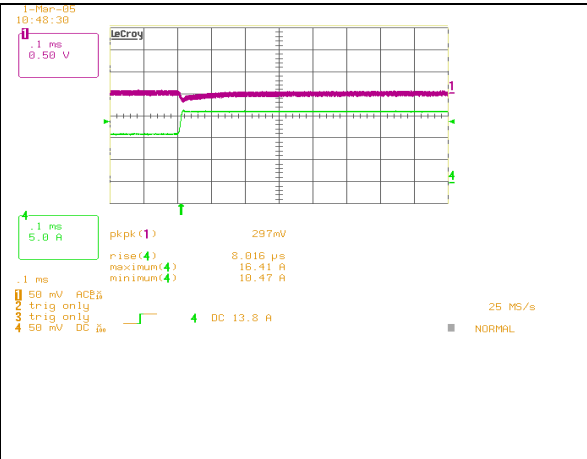 1-Mar-05
10:48:30
1
.1 ms
0.50 V
LeCroy
1
4
4
.1 ms
5.0 A
pkpk(1) 297mV
rise(4) 8.016 µs
maximum(4) 16.41 A
minimum(4) 10.47 A
.1 ms
1 50 mV AC
2 trig only
3 trig only
4 50 mV DC
4 DC 13.8 A
25 MS/s
NORMAL